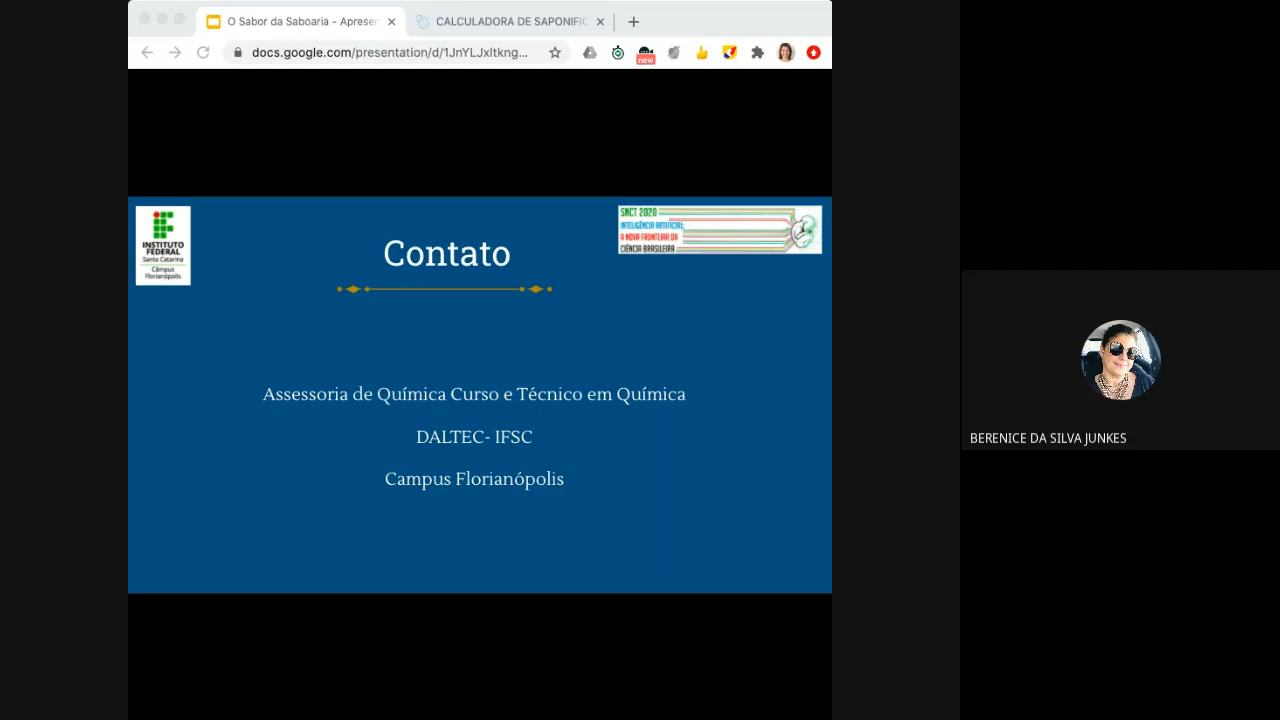 O Sabor da Saboaria - Apresen
CALCULADORA DE SAPONIFIC
docs.google.com/presentation/d/1JnYLJxltkng...
new
INSTITUTO
FEDERAL
Santa Catarina
Câmpus
Florianópolis
SNCT 2020
INTELIGÊNCIA ARTIFICIAL:
A NOVA FRONTEIRA DA
CIÊNCIA BRASILEIRA
Contato
Assessoria de Química Curso e Técnico em Química
DALTEC- IFSC
Campus Florianópolis
BERENICE DA SILVA JUNKES